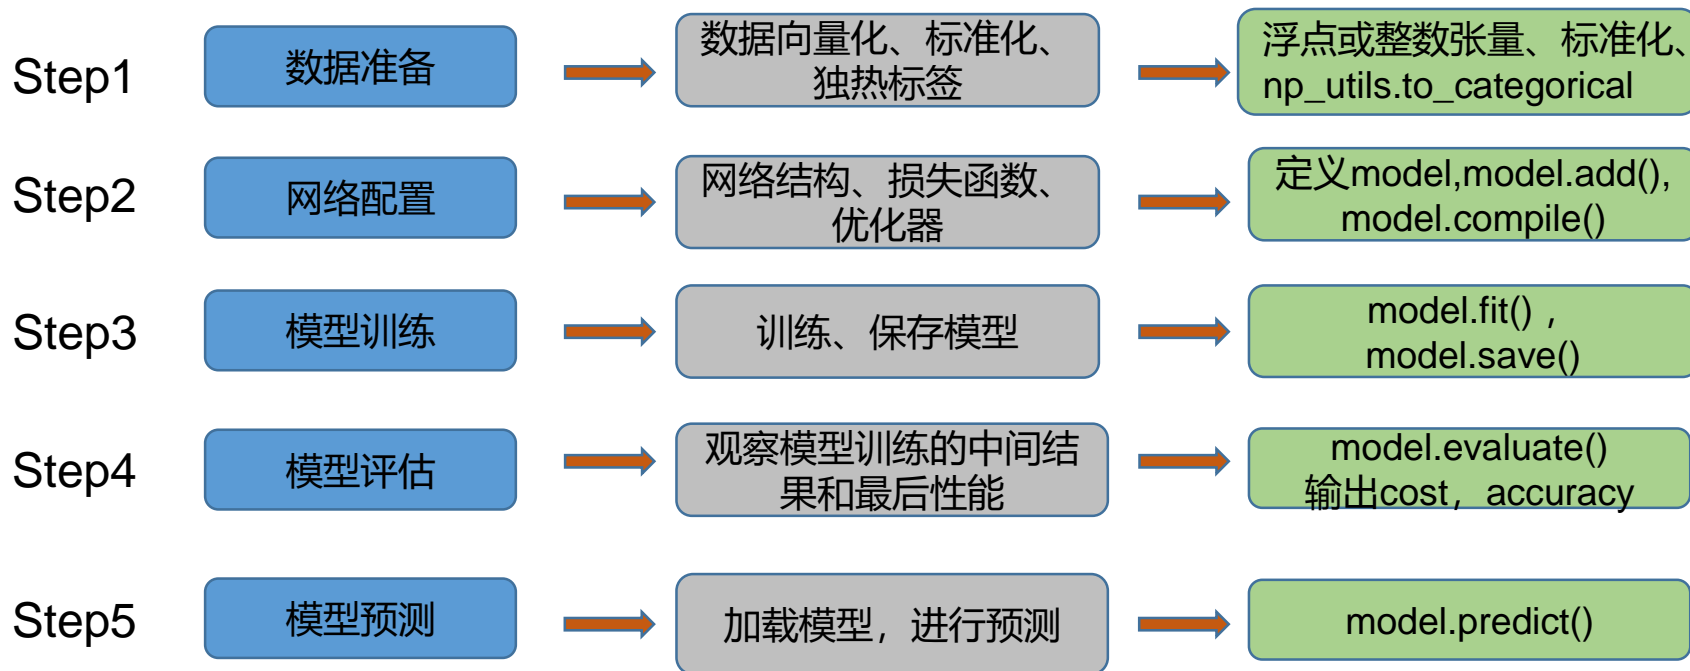 Step1
数据准备
数据向量化、标准化、
独热标签
浮点或整数张量、标准化、
np_utils.to_categorical
Step2
网络配置
网络结构、损失函数、
优化器
定义model,model.add(),
model.compile()
Step3
模型训练
训练、保存模型
model.fit() ，
model.save()
Step4
模型评估
观察模型训练的中间结
果和最后性能
model.evaluate()
输出cost，accuracy
Step5
模型预测
加载模型，进行预测
model.predict()